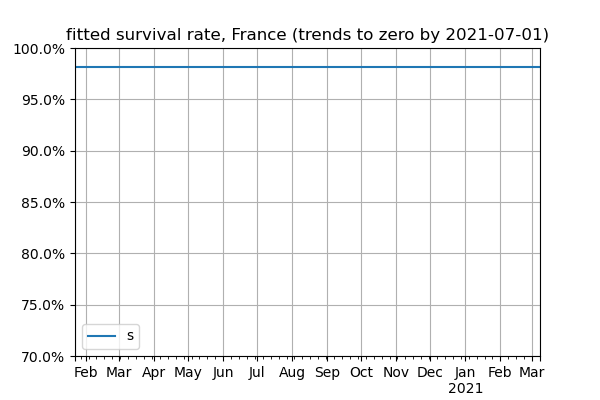 fitted survival rate, France (trends to zero by 2021-07-01)
100.0%
95.0%
90.0%
85.0%
80.0%
75.0%
70.0%
s
Feb Mar Apr May Jun Jul Aug Sep Oct Nov Dec Jan Feb Mar
2021